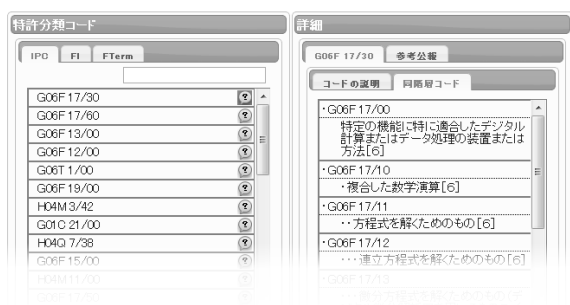 特許分類コード
IPC FI FTerm
G06F 17/30
G06F 17/60
G06F 13/00
G06F 12/00
G06T 1/00
G06F 19/00
H04M 3/42
G01C 21/00
H04Q 7/38
G06F 15/00
H04M 11/00
詳細
G06F 17/30 参考公報
コードの説明 同階層コード
・G06F 17/00
特定の機能に特に適合したデジタル
計算またはデータ処理の装置または
方法[6]
・G06F 17/10
・複合した数学演算[6]
・G06F 17/11
・・方程式を解くためのもの[6]
・G06F 17/12
・・・連立方程式を解くためのもの[6]
・G06F 17/13